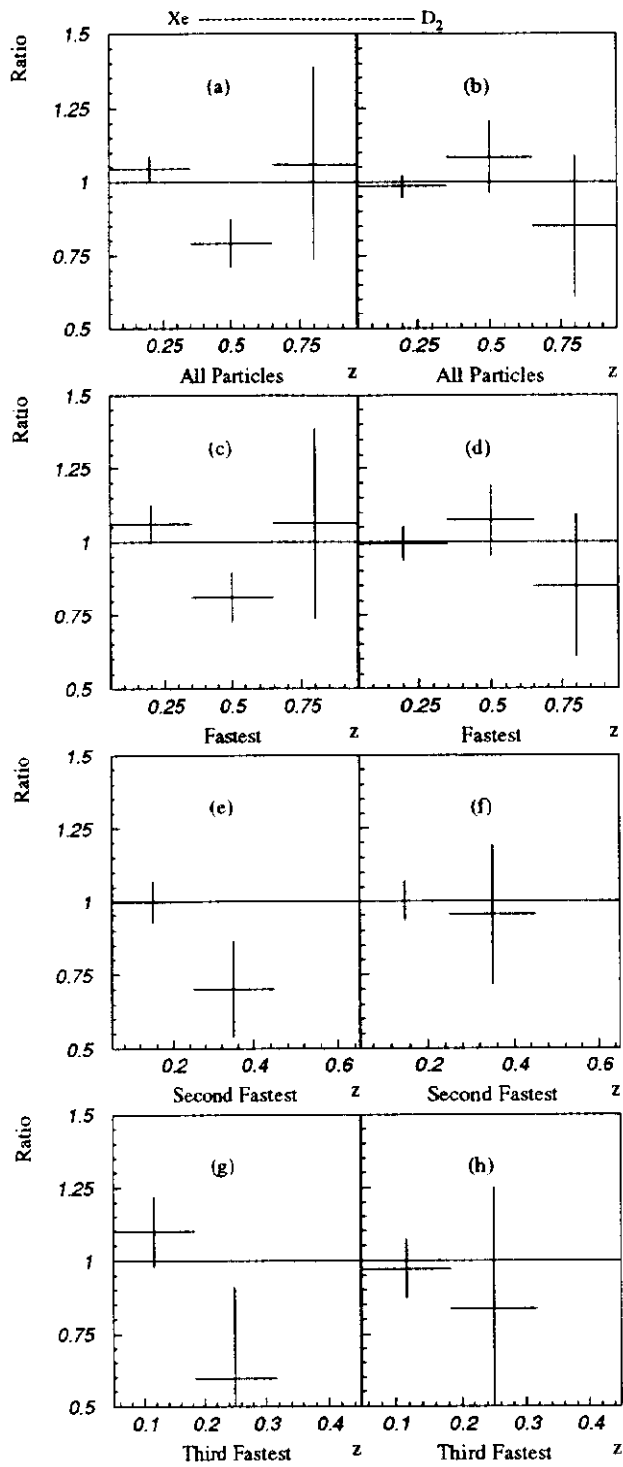 Xe D₂
Ratio
1.5
1.25
1
0.75
0.5
(a) (b)
0.25 0.5 0.75 0.25 0.5 0.75
All Particles z All Particles z
Ratio
1.5
1.25
1
0.75
0.5
(c) (d)
0.25 0.5 0.75 0.25 0.5 0.75
Fastest z Fastest z
Ratio
1.5
1.25
1
0.75
0.5
(e) (f)
0.2 0.4 0.6 0.2 0.4 0.6
Second Fastest z Second Fastest z
Ratio
1.5
1.25
1
0.75
0.5
(g) (h)
0.1 0.2 0.3 0.4 0.1 0.2 0.3 0.4
Third Fastest z Third Fastest z